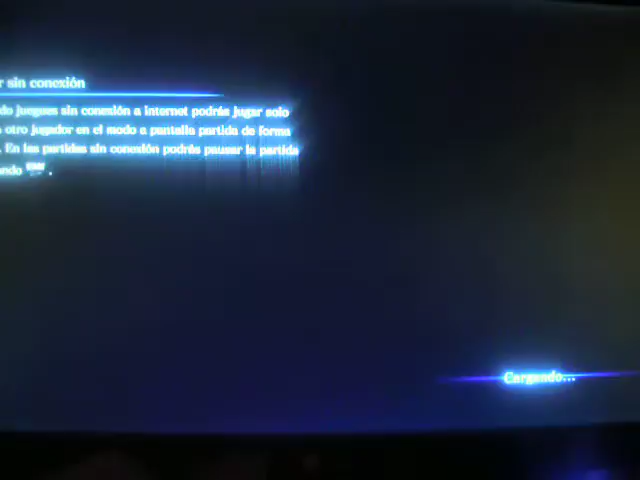 r sin conexión
do juegues sin conexión a internet podrás jugar solo
otro jugador en el modo a pantalla partida de forma
. En las partidas sin conexión podrás pausar la partida
ando .
Cargando...